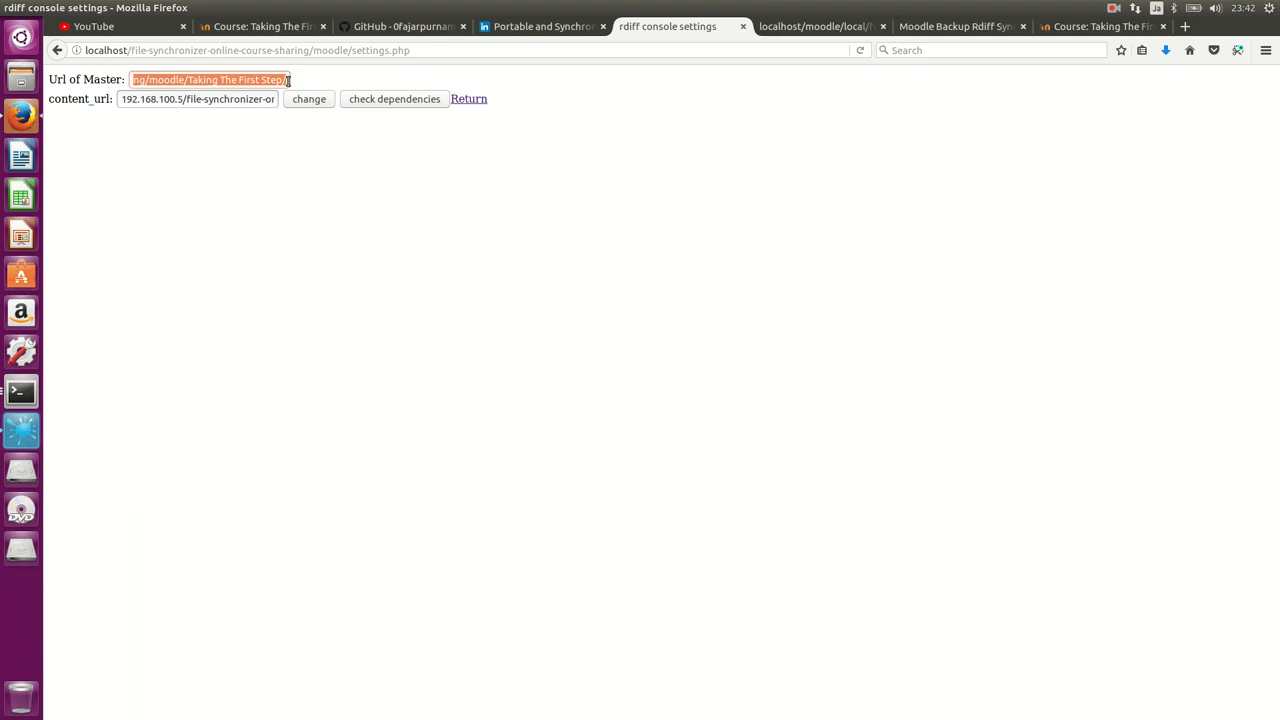 rdiff console settings - Mozilla Firefox
Ja
23:42
YouTube
Course: Taking The Fir
GitHub - 0fajarpurnam
Portable and Synchror
rdiff console settings
localhost/moodle/local/
Moodle Backup Rdiff Syn
Course: Taking The Firs
localhost/file-synchronizer-online-course-sharing/moodle/settings.php
Search
Url of Master: ng/moodle/Taking The First Step/
content_url: 192.168.100.5/file-synchronizer-or change check dependencies Return